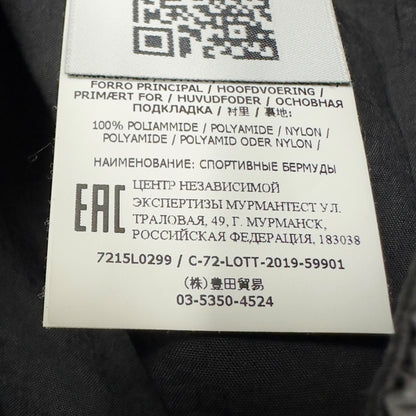 FORRO PRINCIPAL / HOOFDVOERING /
PRIMÆRT FOR / HUVUDFODER / ОСНОВНАЯ
ПОДКЛАДКА / 衬里 / 裏地:
100% POLIAMMIDE / POLYAMIDE / NYLON /
POLYAMIDE / POLYAMID ODER NYLON /
НАИМЕНОВАНИЕ: СПОРТИВНЫЕ БЕРМУДЫ
EAC
ЦЕНТР НЕЗАВИСИМОЙ
ЭКСПЕРТИЗЫ МУРМАНТЕСТ УЛ.
ТРАЛОВАЯ, 49, Г. МУРМАНСК,
РОССИЙСКАЯ ФЕДЕРАЦИЯ, 183038
7215L0299 / C-72-LOTT-2019-59901
(株)豊田貿易
03-5350-4524